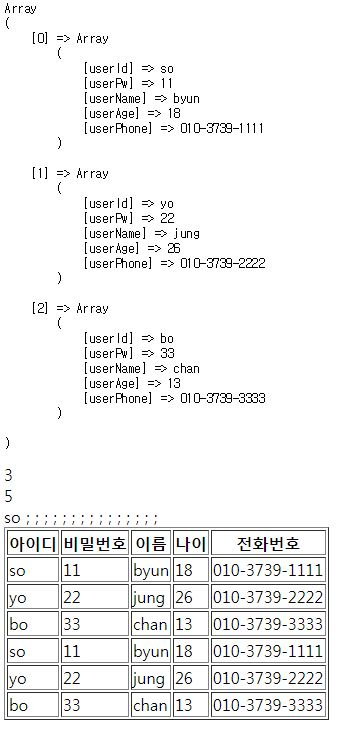 Array
(
[0] => Array
(
[userId] => so
[userPw] => 11
[userName] => byun
[userAge] => 18
[userPhone] => 010-3739-1111
)
[1] => Array
(
[userId] => yo
[userPw] => 22
[userName] => jung
[userAge] => 26
[userPhone] => 010-3739-2222
)
[2] => Array
(
[userId] => bo
[userPw] => 33
[userName] => chan
[userAge] => 13
[userPhone] => 010-3739-3333
)
)
3
5
so ; ; ; ; ; ; ; ; ; ; ; ; ; ; ;
아이디 비밀번호 이름 나이 전화번호
so 11 byun 18 010-3739-1111
yo 22 jung 26 010-3739-2222
bo 33 chan 13 010-3739-3333
so 11 byun 18 010-3739-1111
yo 22 jung 26 010-3739-2222
bo 33 chan 13 010-3739-3333